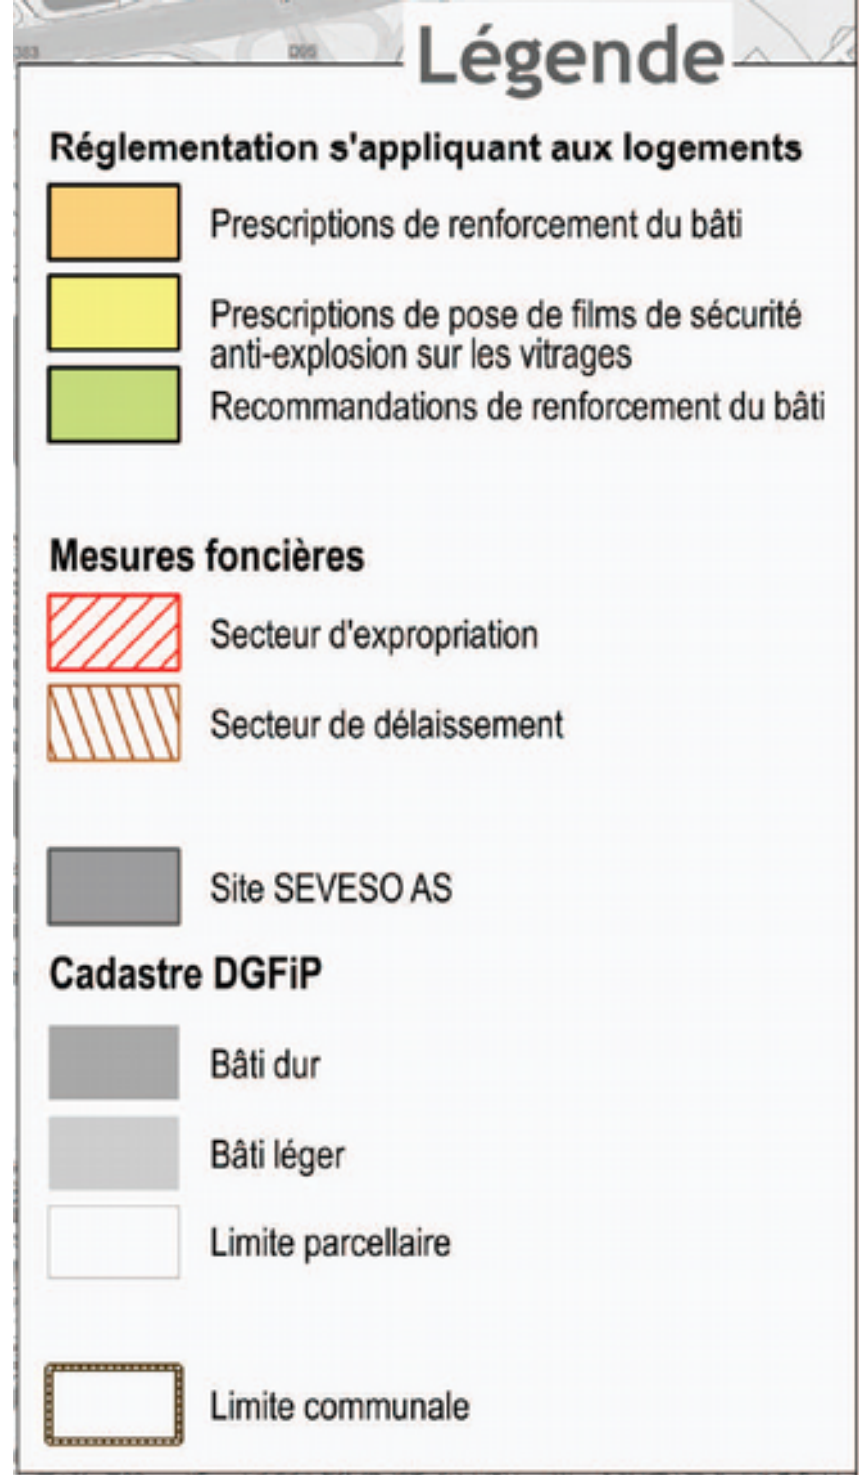 Légende
D95
Réglementation s'appliquant aux logements
Prescriptions de renforcement du bâti
Prescriptions de pose de films de sécurité
anti-explosion sur les vitrages
Recommandations de renforcement du bâti
Mesures foncières
Secteur d'expropriation
Secteur de délaissement
Site SEVESO AS
Cadastre DGFiP
Bâti dur
Bâti léger
Limite parcellaire
Limite communale